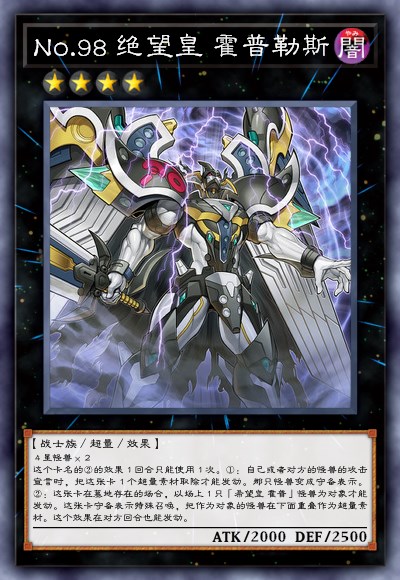 No.98 绝望皇 霍普勒斯
闇
やみ
【战士族／超量／效果】
4星怪兽×2
这个卡名的②的效果1回合只能使用1次。①：自己或者对方的怪兽的攻击
宣言时，把这张卡1个超量素材取除才能发动。那只怪兽变成守备表示。
②：这张卡在墓地存在的场合，以场上1只「希望皇 霍普」怪兽为对象才能
发动。这张卡守备表示特殊召唤，把作为对象的怪兽在下面重叠作为超量素
材。这个效果在对方回合也能发动。
ATK/2000 DEF/2500